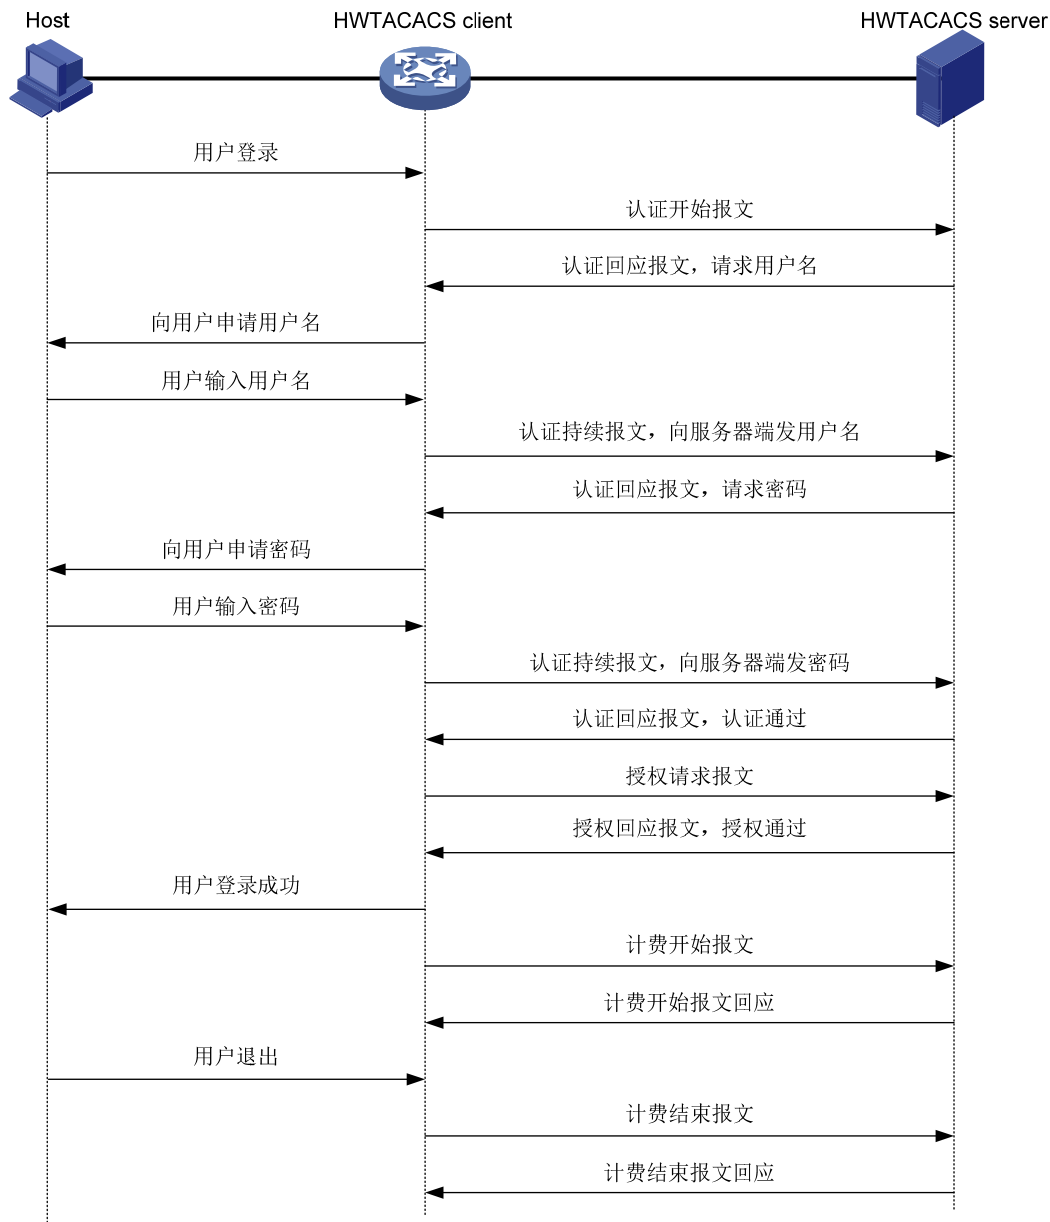 Host
HWTACACS client
HWTACACS server
用户登录
认证开始报文
认证回应报文，请求用户名
向用户申请用户名
用户输入用户名
认证持续报文，向服务器端发用户名
认证回应报文，请求密码
向用户申请密码
用户输入密码
认证持续报文，向服务器端发密码
认证回应报文，认证通过
授权请求报文
授权回应报文，授权通过
用户登录成功
计费开始报文
计费开始报文回应
用户退出
计费结束报文
计费结束报文回应